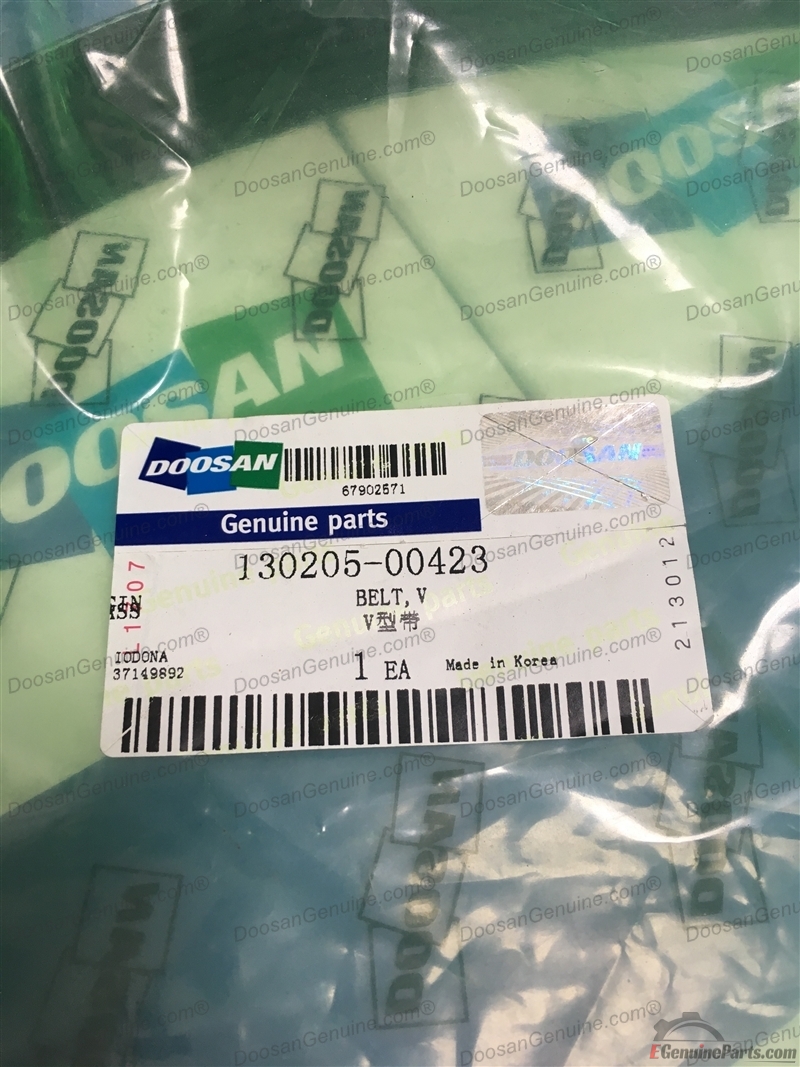 DoosanGenuine.com®
DOOSAN
DOOSAN
67902571
Genuine parts
130205-00423
BELT, V
V型带
IODONA
37149892
1 EA
Made in Korea
213012
EGenuineParts.com